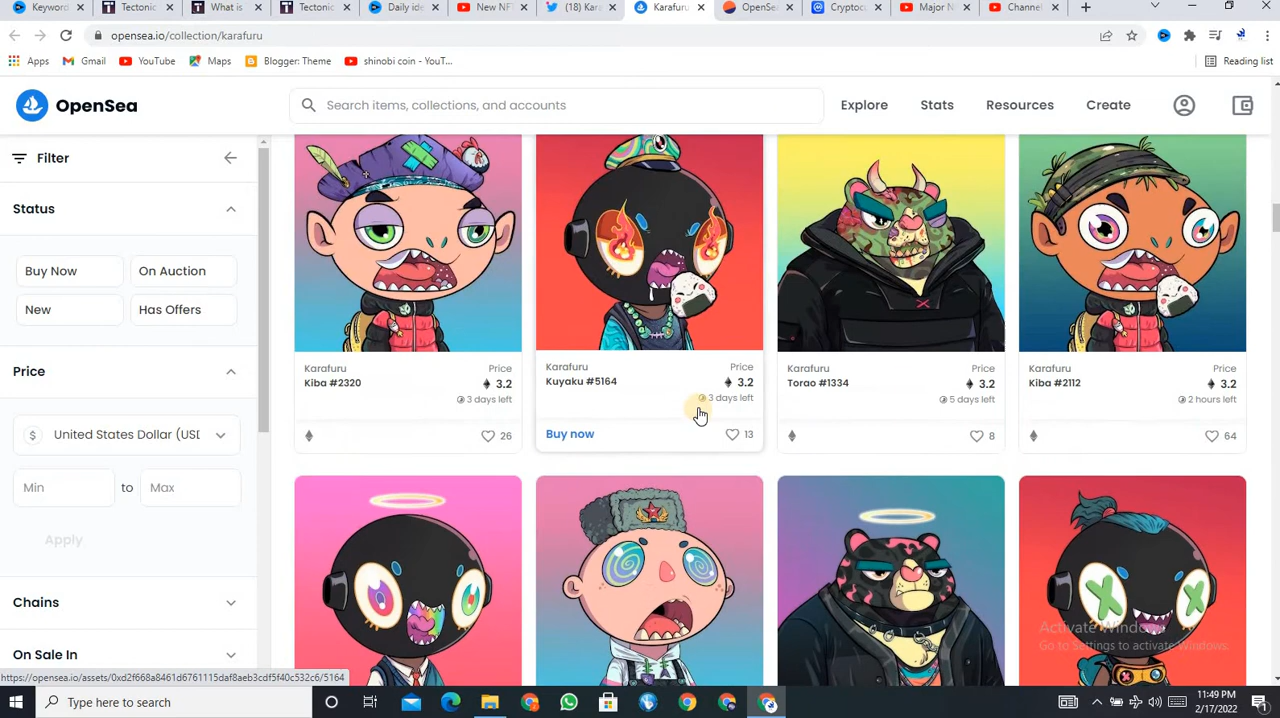 Keyword
Tectonic
What is
Tectonic
Daily ide
New NFT
(18) Kara
Karafuru
OpenSea
Cryptocu
Major N
Channel
opensea.io/collection/karafuru
Apps
Gmail
YouTube
Maps
Blogger: Theme
shinobi coin - YouT...
Reading list
OpenSea
Search items, collections, and accounts
Explore
Stats
Resources
Create
Filter
Status
Buy Now
On Auction
New
Has Offers
Price
$
United States Dollar (USD
Min
to
Max
Apply
Chains
On Sale In
Karafuru
Price
Kiba #2320
3.2
3 days left
26
Karafuru
Price
Kuyaku #5164
3.2
3 days left
Buy now
13
Karafuru
Price
Torao #1334
3.2
5 days left
8
Karafuru
Price
Kiba #2112
3.2
2 hours left
64
Activate Windows
Go to Settings to activate Windows.
https://opensea.io/assets/0xd2f668a8461d6761115daf8aeb3cdf5f40c532c6/5164
Type here to search
11:49 PM
2/17/2022
1